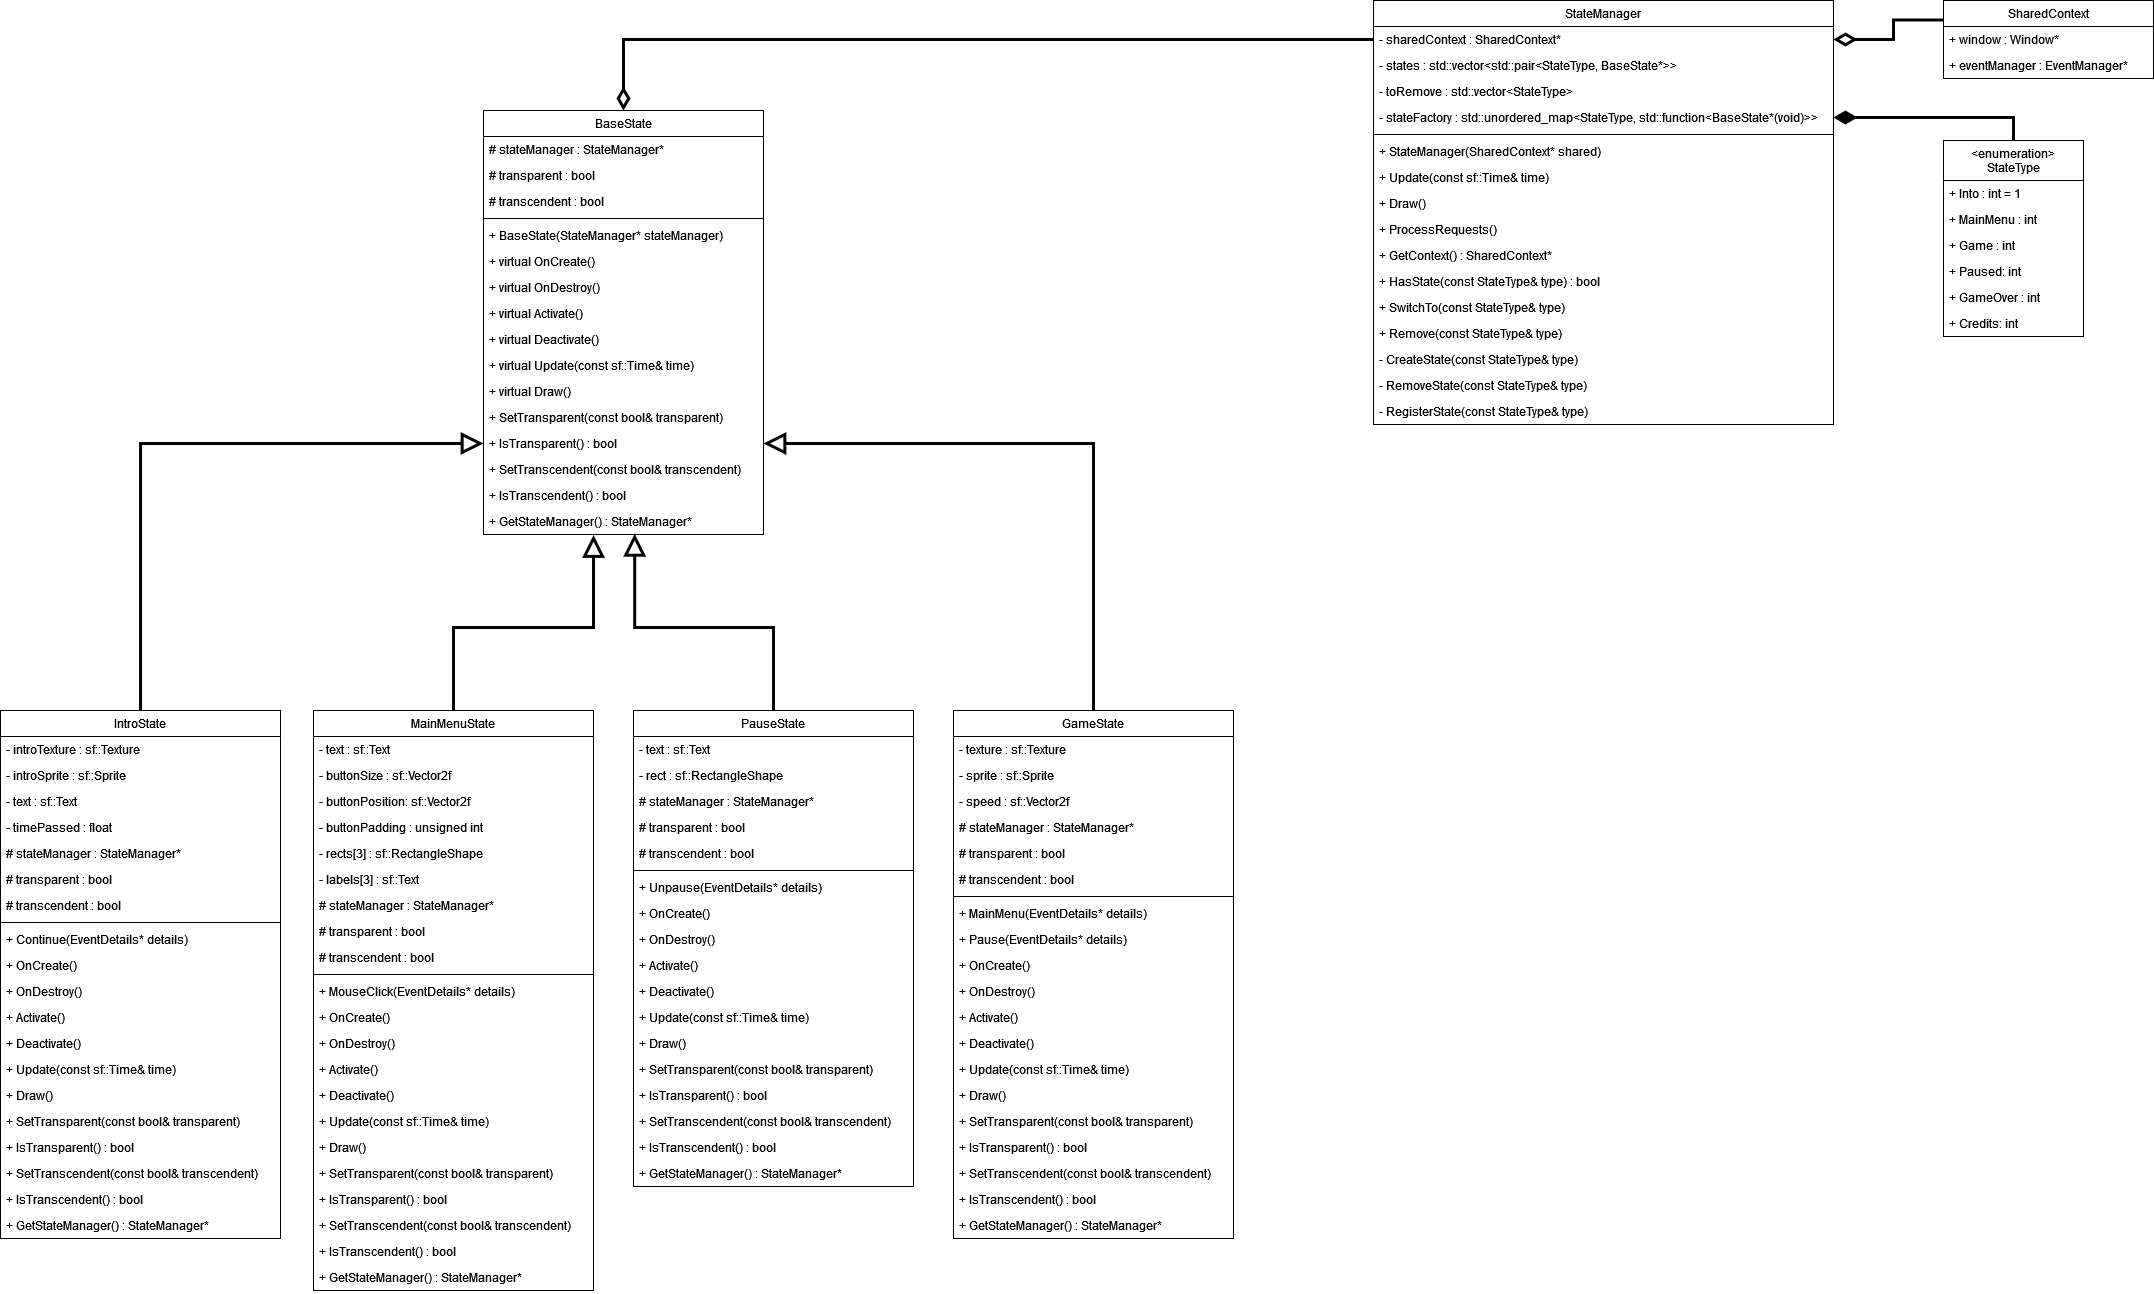 StateManager
- sharedContext : SharedContext*
- states : std::vector<std::pair<StateType, BaseState*>>
- toRemove : std::vector<StateType>
- stateFactory : std::unordered_map<StateType, std::function<BaseState*(void)>>
+ StateManager(SharedContext* shared)
+ Update(const sf::Time& time)
+ Draw()
+ ProcessRequests()
+ GetContext() : SharedContext*
+ HasState(const StateType& type) : bool
+ SwitchTo(const StateType& type)
+ Remove(const StateType& type)
- CreateState(const StateType& type)
- RemoveState(const StateType& type)
- RegisterState(const StateType& type)
SharedContext
+ window : Window*
+ eventManager : EventManager*
<enumeration>
StateType
+ Into : int = 1
+ MainMenu : int
+ Game : int
+ Paused: int
+ GameOver : int
+ Credits: int
BaseState
# stateManager : StateManager*
# transparent : bool
# transcendent : bool
+ BaseState(StateManager* stateManager)
+ virtual OnCreate()
+ virtual OnDestroy()
+ virtual Activate()
+ virtual Deactivate()
+ virtual Update(const sf::Time& time)
+ virtual Draw()
+ SetTransparent(const bool& transparent)
+ IsTransparent() : bool
+ SetTranscendent(const bool& transcendent)
+ IsTranscendent() : bool
+ GetStateManager() : StateManager*
IntroState
- introTexture : sf::Texture
- introSprite : sf::Sprite
- text : sf::Text
- timePassed : float
# stateManager : StateManager*
# transparent : bool
# transcendent : bool
+ Continue(EventDetails* details)
+ OnCreate()
+ OnDestroy()
+ Activate()
+ Deactivate()
+ Update(const sf::Time& time)
+ Draw()
+ SetTransparent(const bool& transparent)
+ IsTransparent() : bool
+ SetTranscendent(const bool& transcendent)
+ IsTranscendent() : bool
+ GetStateManager() : StateManager*
MainMenuState
- text : sf::Text
- buttonSize : sf::Vector2f
- buttonPosition: sf::Vector2f
- buttonPadding : unsigned int
- rects[3] : sf::RectangleShape
- labels[3] : sf::Text
# stateManager : StateManager*
# transparent : bool
# transcendent : bool
+ MouseClick(EventDetails* details)
+ OnCreate()
+ OnDestroy()
+ Activate()
+ Deactivate()
+ Update(const sf::Time& time)
+ Draw()
+ SetTransparent(const bool& transparent)
+ IsTransparent() : bool
+ SetTranscendent(const bool& transcendent)
+ IsTranscendent() : bool
+ GetStateManager() : StateManager*
PauseState
- text : sf::Text
- rect : sf::RectangleShape
# stateManager : StateManager*
# transparent : bool
# transcendent : bool
+ Unpause(EventDetails* details)
+ OnCreate()
+ OnDestroy()
+ Activate()
+ Deactivate()
+ Update(const sf::Time& time)
+ Draw()
+ SetTransparent(const bool& transparent)
+ IsTransparent() : bool
+ SetTranscendent(const bool& transcendent)
+ IsTranscendent() : bool
+ GetStateManager() : StateManager*
GameState
- texture : sf::Texture
- sprite : sf::Sprite
- speed : sf::Vector2f
# stateManager : StateManager*
# transparent : bool
# transcendent : bool
+ MainMenu(EventDetails* details)
+ Pause(EventDetails* details)
+ OnCreate()
+ OnDestroy()
+ Activate()
+ Deactivate()
+ Update(const sf::Time& time)
+ Draw()
+ SetTransparent(const bool& transparent)
+ IsTransparent() : bool
+ SetTranscendent(const bool& transcendent)
+ IsTranscendent() : bool
+ GetStateManager() : StateManager*